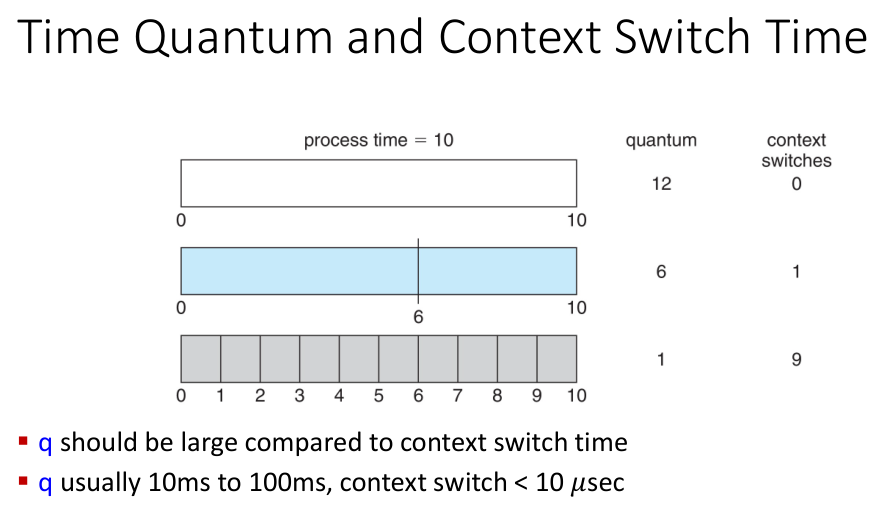 Time Quantum and Context Switch Time
process time = 10 quantum context
switches
12 0
0 10
6 1
0 10
6
1 9
0 1 2 3 4 5 6 7 8 9 10
▪ q should be large compared to context switch time
▪ q usually 10ms to 100ms, context switch < 10 𝜇sec